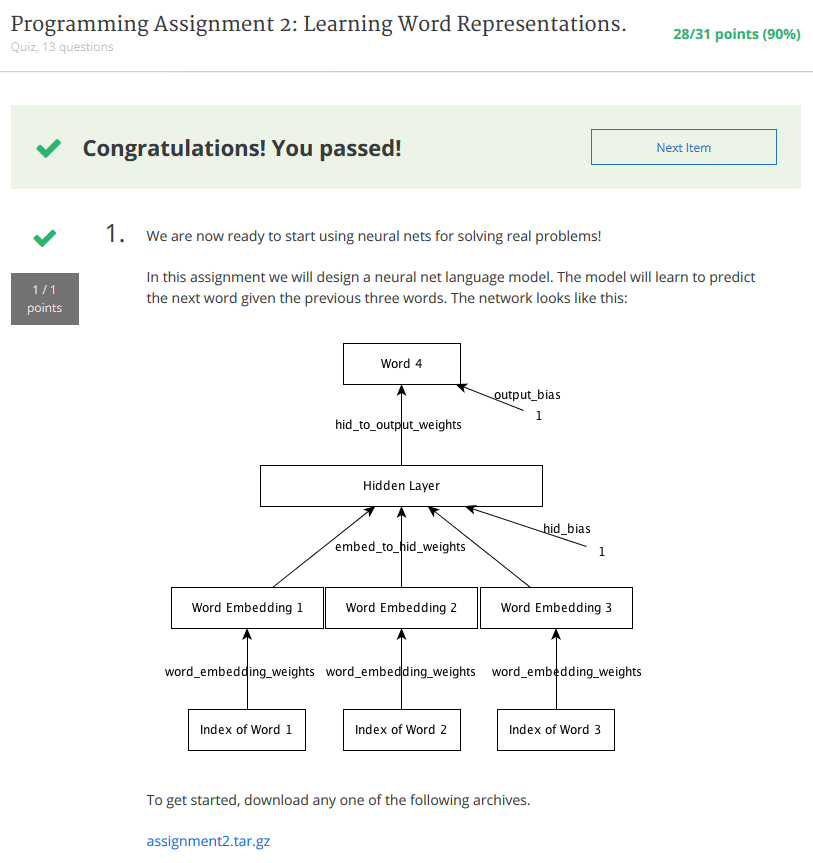 Programming Assignment 2: Learning Word Representations.
28/31 points (90%)
Quiz, 13 questions
Congratulations! You passed!
Next Item
1.
We are now ready to start using neural nets for solving real problems!
1 / 1
points
In this assignment we will design a neural net language model. The model will learn to predict
the next word given the previous three words. The network looks like this:
Word 4
output_bias
1
hid_to_output_weights
Hidden Layer
hid_bias
1
embed_to_hid_weights
Word Embedding 1
Word Embedding 2
Word Embedding 3
word_embedding_weights
word_embedding_weights
word_embedding_weights
Index of Word 1
Index of Word 2
Index of Word 3
To get started, download any one of the following archives.
assignment2.tar.gz